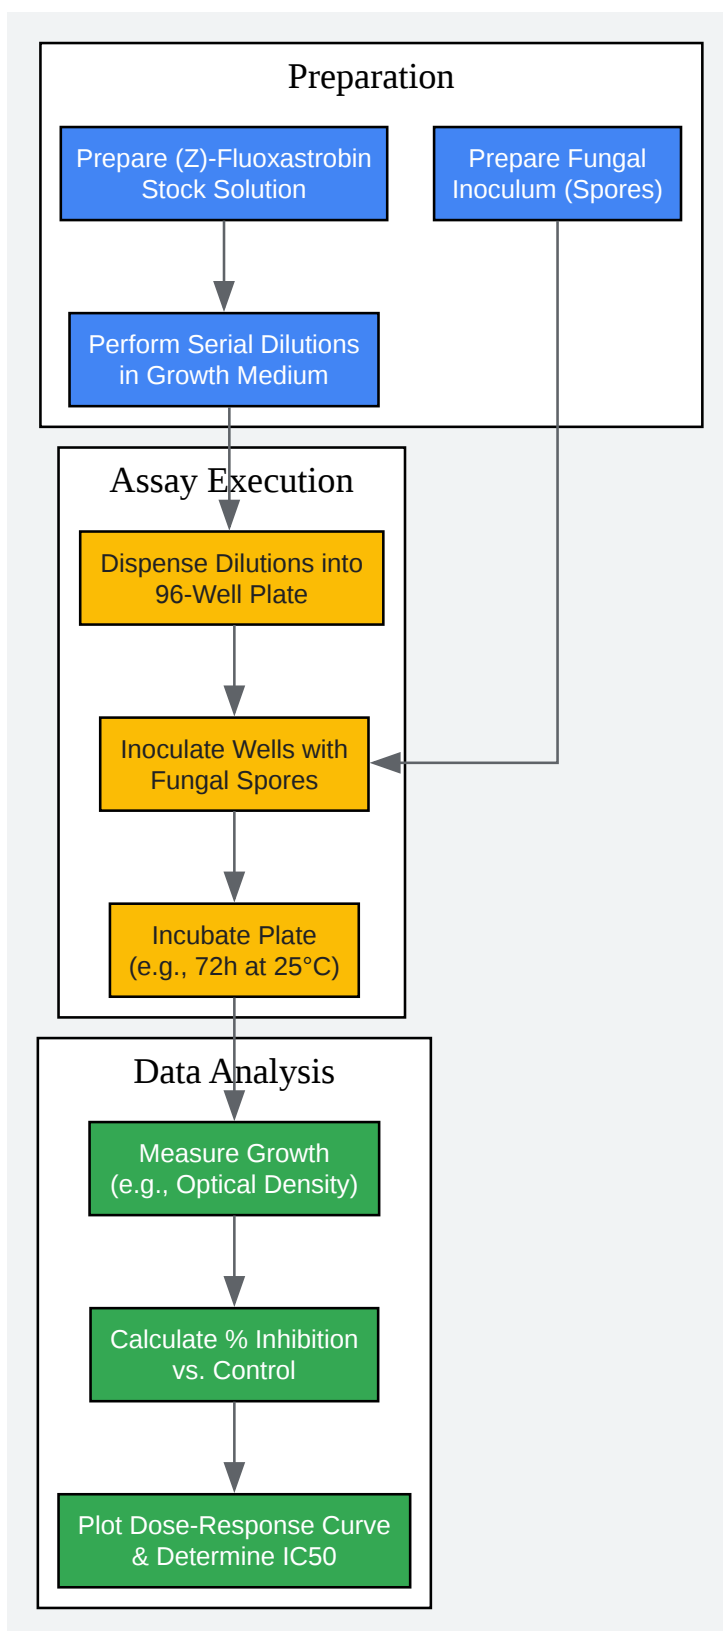 Preparation
Prepare (Z)-Fluoxastrobin
Stock Solution
Prepare Fungal
Inoculum (Spores)
Perform Serial Dilutions
in Growth Medium
Assay Execution
Dispense Dilutions into
96-Well Plate
Inoculate Wells with
Fungal Spores
Incubate Plate
(e.g., 72h at 25°C)
Data Analysis
Measure Growth
(e.g., Optical Density)
Calculate % Inhibition
vs. Control
Plot Dose-Response Curve
& Determine IC50